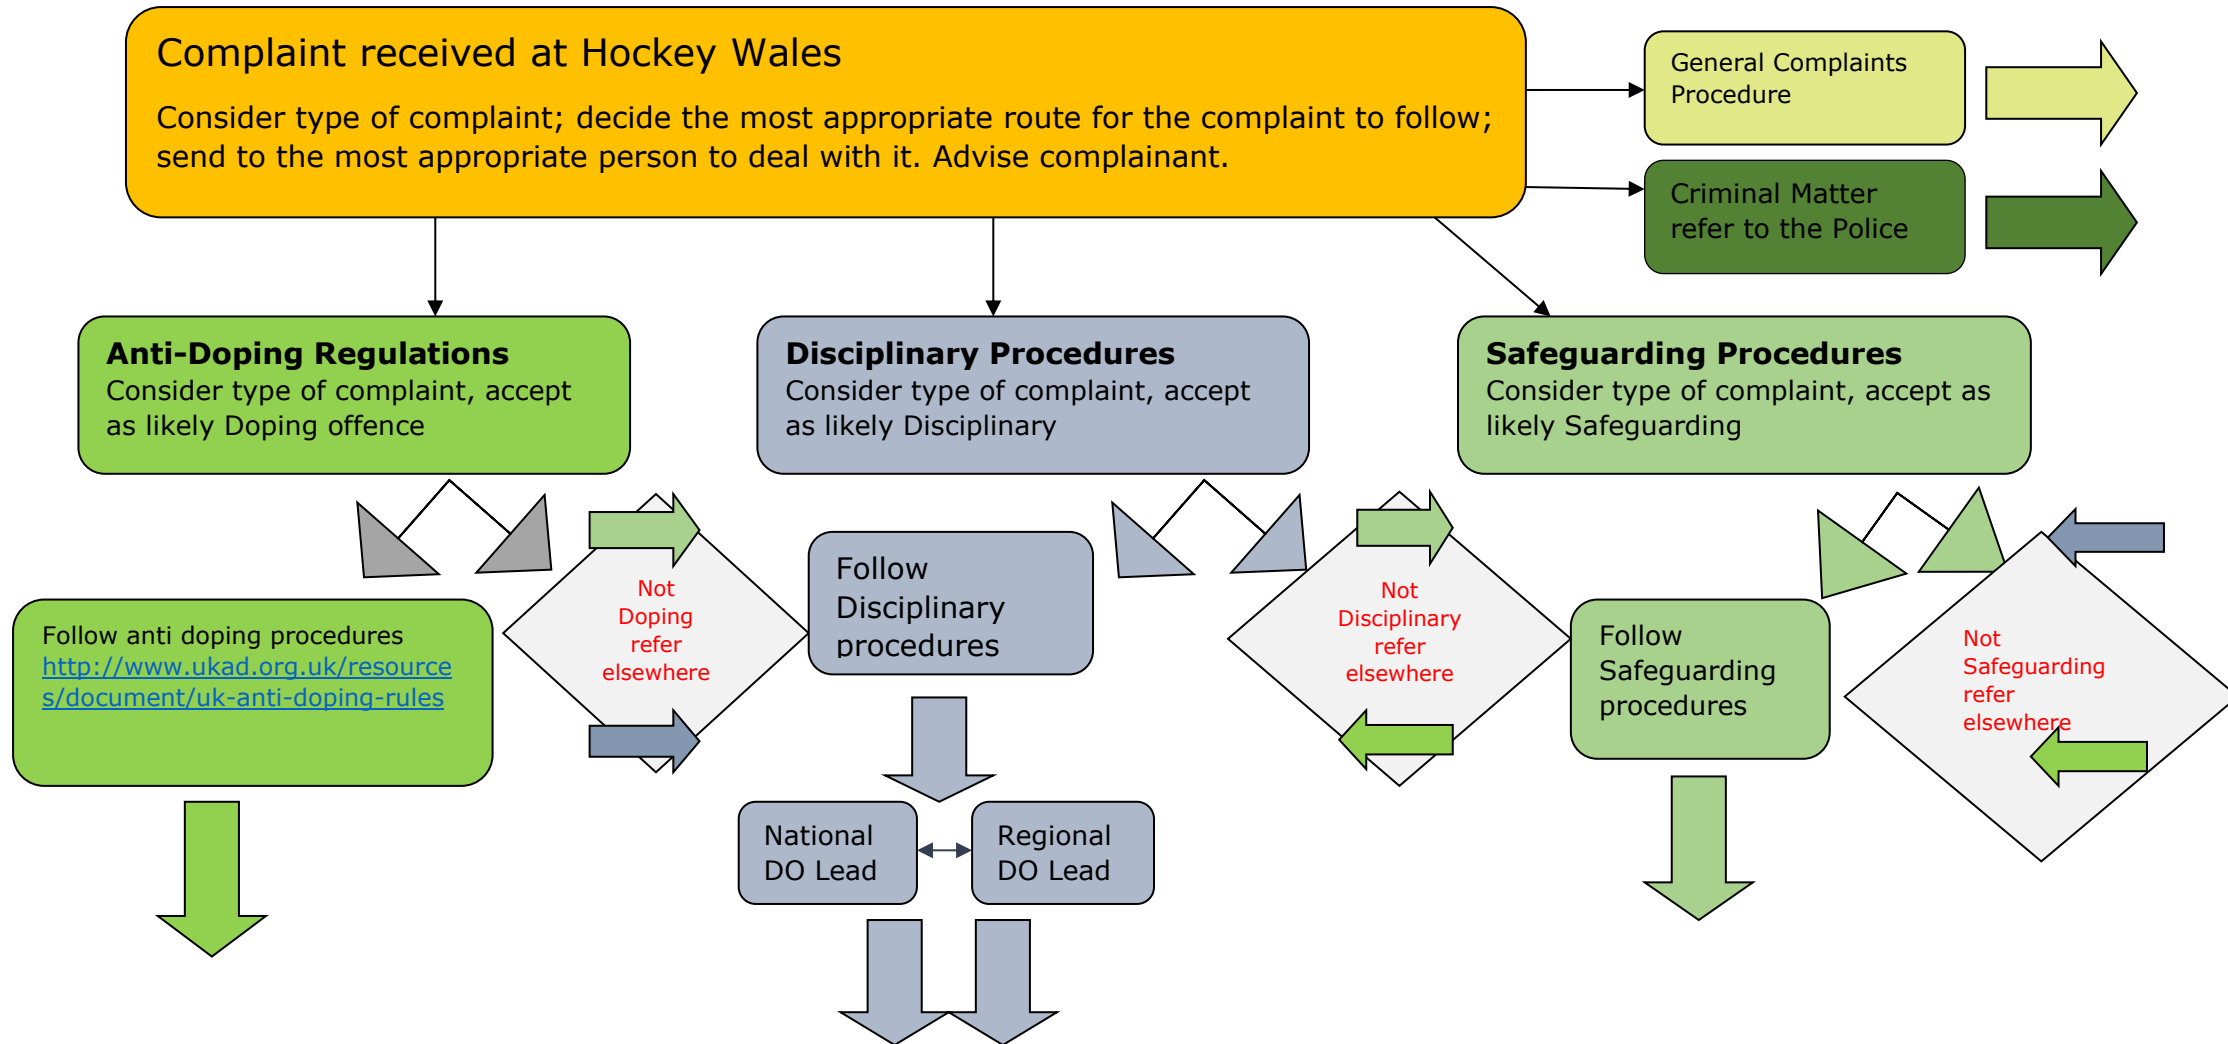 Complaint received at Hockey Wales
Consider type of complaint; decide the most appropriate route for the complaint to follow;
send to the most appropriate person to deal with it. Advise complainant.
General Complaints
Procedure
Criminal Matter
refer to the Police
Anti-Doping Regulations
Consider type of complaint, accept
as likely Doping offence
Disciplinary Procedures
Consider type of complaint, accept
as likely Disciplinary
Safeguarding Procedures
Consider type of complaint, accept as
likely Safeguarding
Follow anti doping procedures
http://www.ukad.org.uk/resource
s/document/uk-anti-doping-rules
Not
Doping
refer
elsewhere
Follow
Disciplinary
procedures
Not
Disciplinary
refer
elsewhere
Follow
Safeguarding
procedures
Not
Safeguarding
refer
elsewhere
National
DO Lead
Regional
DO Lead